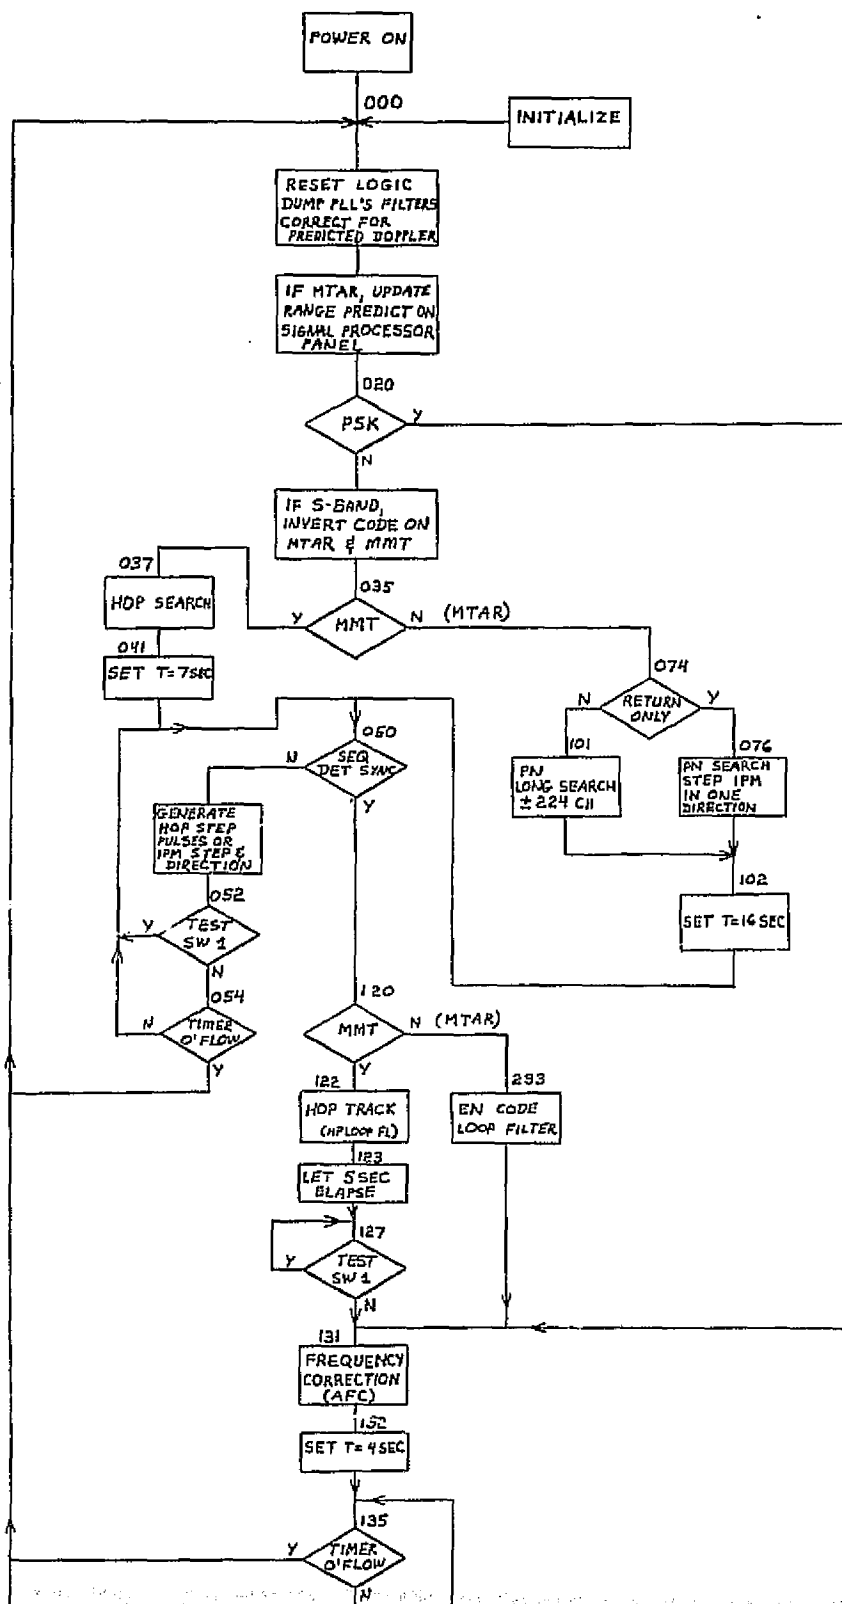 POWER ON
000
INITIALIZE
RESET LOGIC
DUMP PLL'S FILTERS
CORRECT FOR
PREDICTED DOPPLER
IF MTAR, UPDATE
RANGE PREDICT ON
SIGNAL PROCESSOR
PANEL
020
PSK
Y
N
IF S-BAND,
INVERT CODE ON
MTAR & MMT
037
035
HOP SEARCH
Y
MMT
N (MTAR)
041
SET T=7SEC
074
N
RETURN
ONLY
Y
060
N
SEQ
DET SYNC
Y
101
PN
LONG SEARCH
±224 CH
076
PN SEARCH
STEP 1PM
IN ONE
DIRECTION
GENERATE
HOP STEP
PULSES OR
1PM STEP &
DIRECTION
052
Y
TEST
SW 1
N
102
SET T=16SEC
054
N
TIMER
O'FLOW
Y
120
MMT
N (MTAR)
Y
122
HOP TRACK
(HPLOOP FL)
293
EN CODE
LOOP FILTER
123
LET 5SEC
ELAPSE
127
Y
TEST
SW 1
N
131
FREQUENCY
CORRECTION
(AFC)
132
SET T=4SEC
135
Y
TIMER
O'FLOW
N